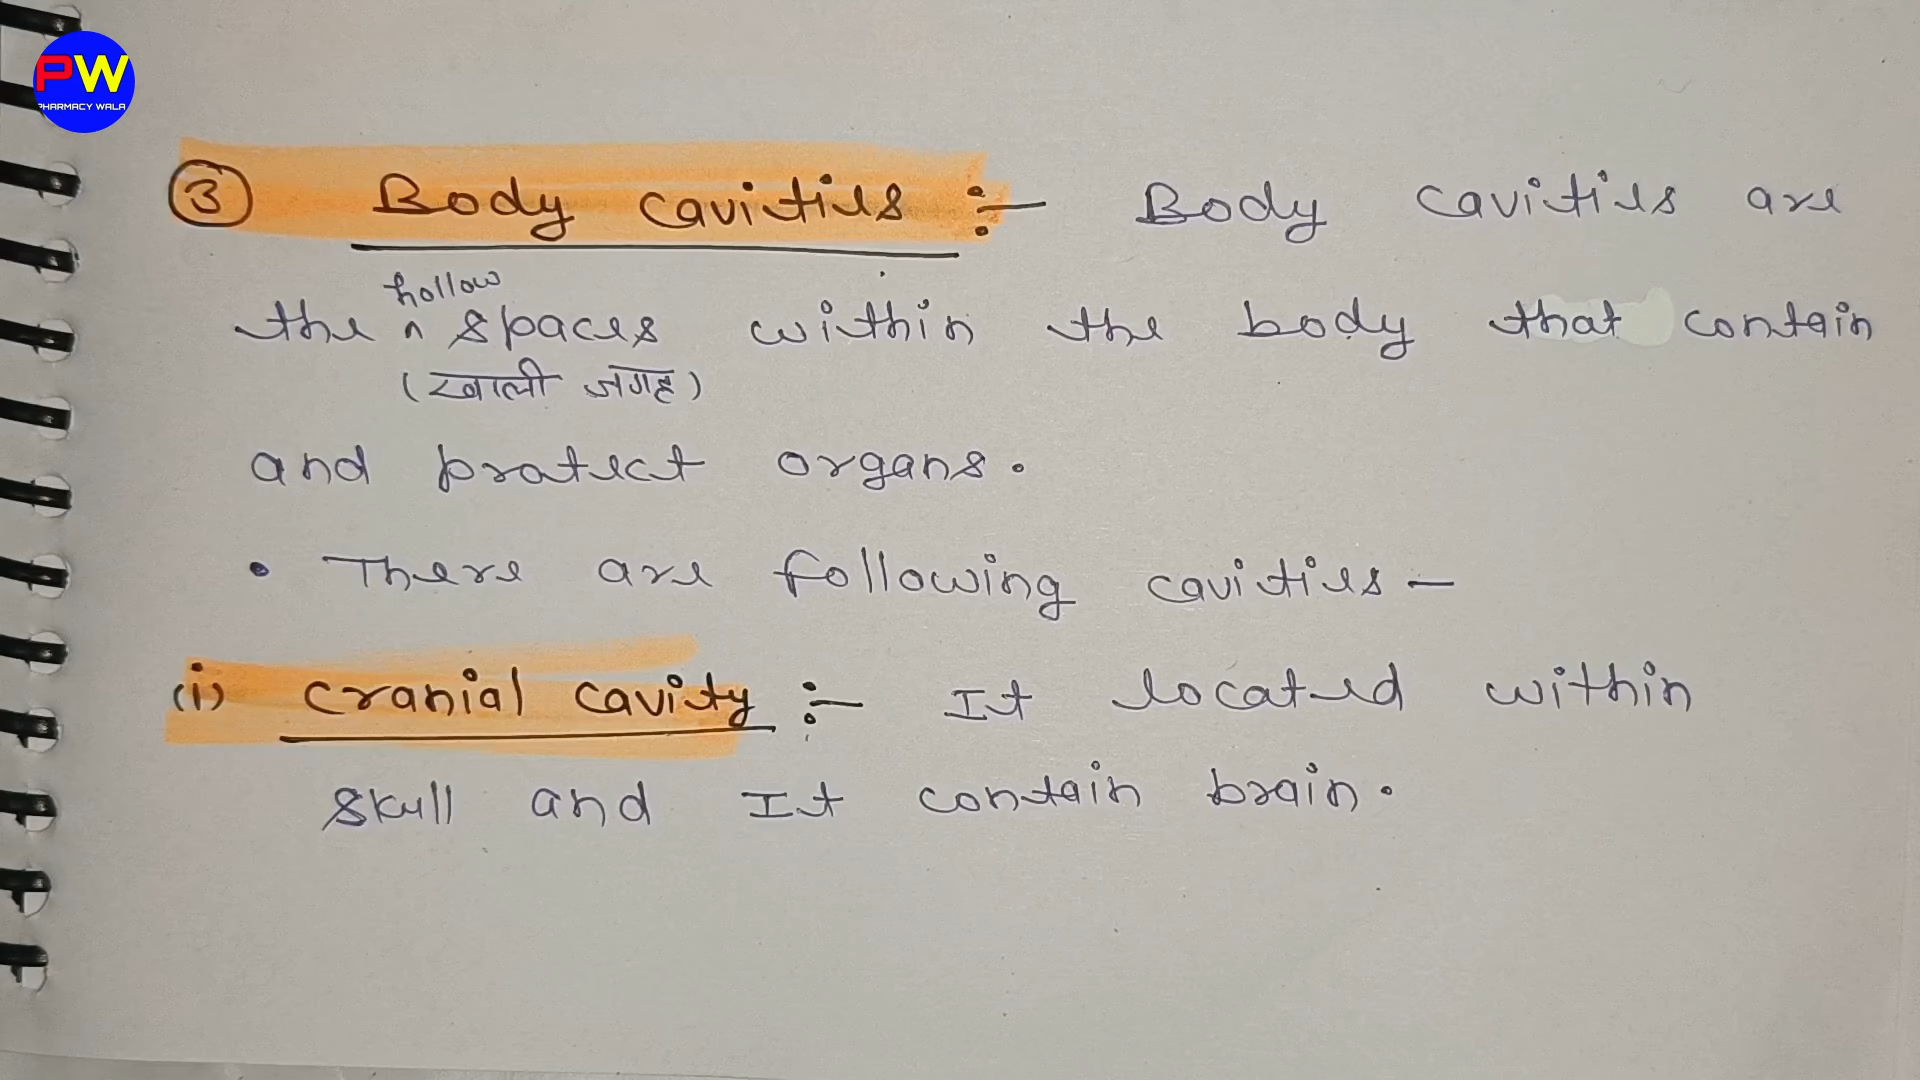 PW
PHARMACY WALA
3 Body cavities :- Body cavities are
hollow
the ^ spaces within the body that contain
(खाली जगह)
and protect organs.
• There are following cavities -
(i) cranial cavity :- It located within
skull and It contain brain.